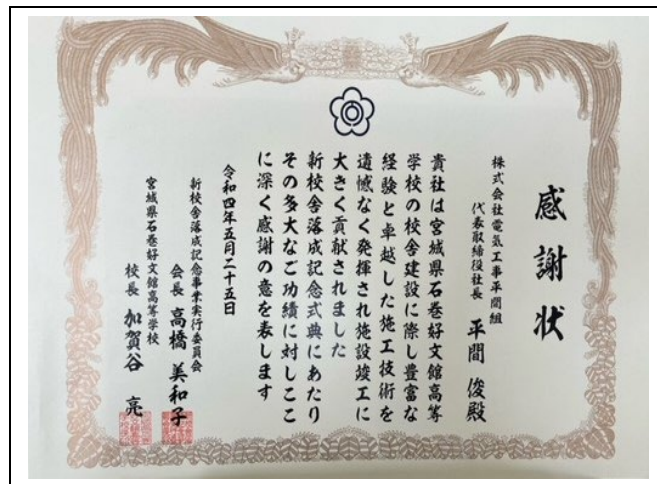 感謝状
株式会社電気工事平間組
代表取締役社長 平間俊殿
貴社は宮城県石巻好文館高等
学校の校舎建設に際し豊富な
経験と卓越した施工技術を
遺憾なく発揮され施設竣工に
大きく貢献されました
新校舎落成記念式典にあたり
その多大なご功績に対しここ
に深く感謝の意を表します
令和四年五月二十五日
新校舎落成記念事業実行委員会
会長 高橋美和子
宮城県石巻好文館高等学校
校長 加賀谷亮